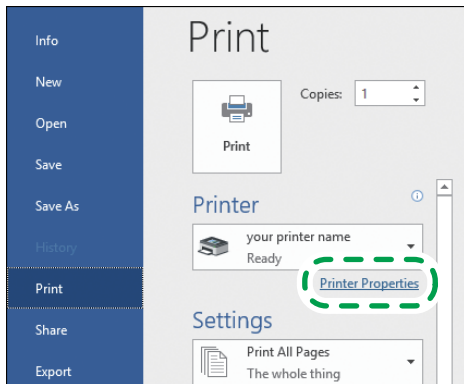 Info
New
Open
Save
Save As
History
Print
Share
Export
Print
Print
Copies: 1
Printer
your printer name
Ready
Printer Properties
Settings
Print All Pages
The whole thing